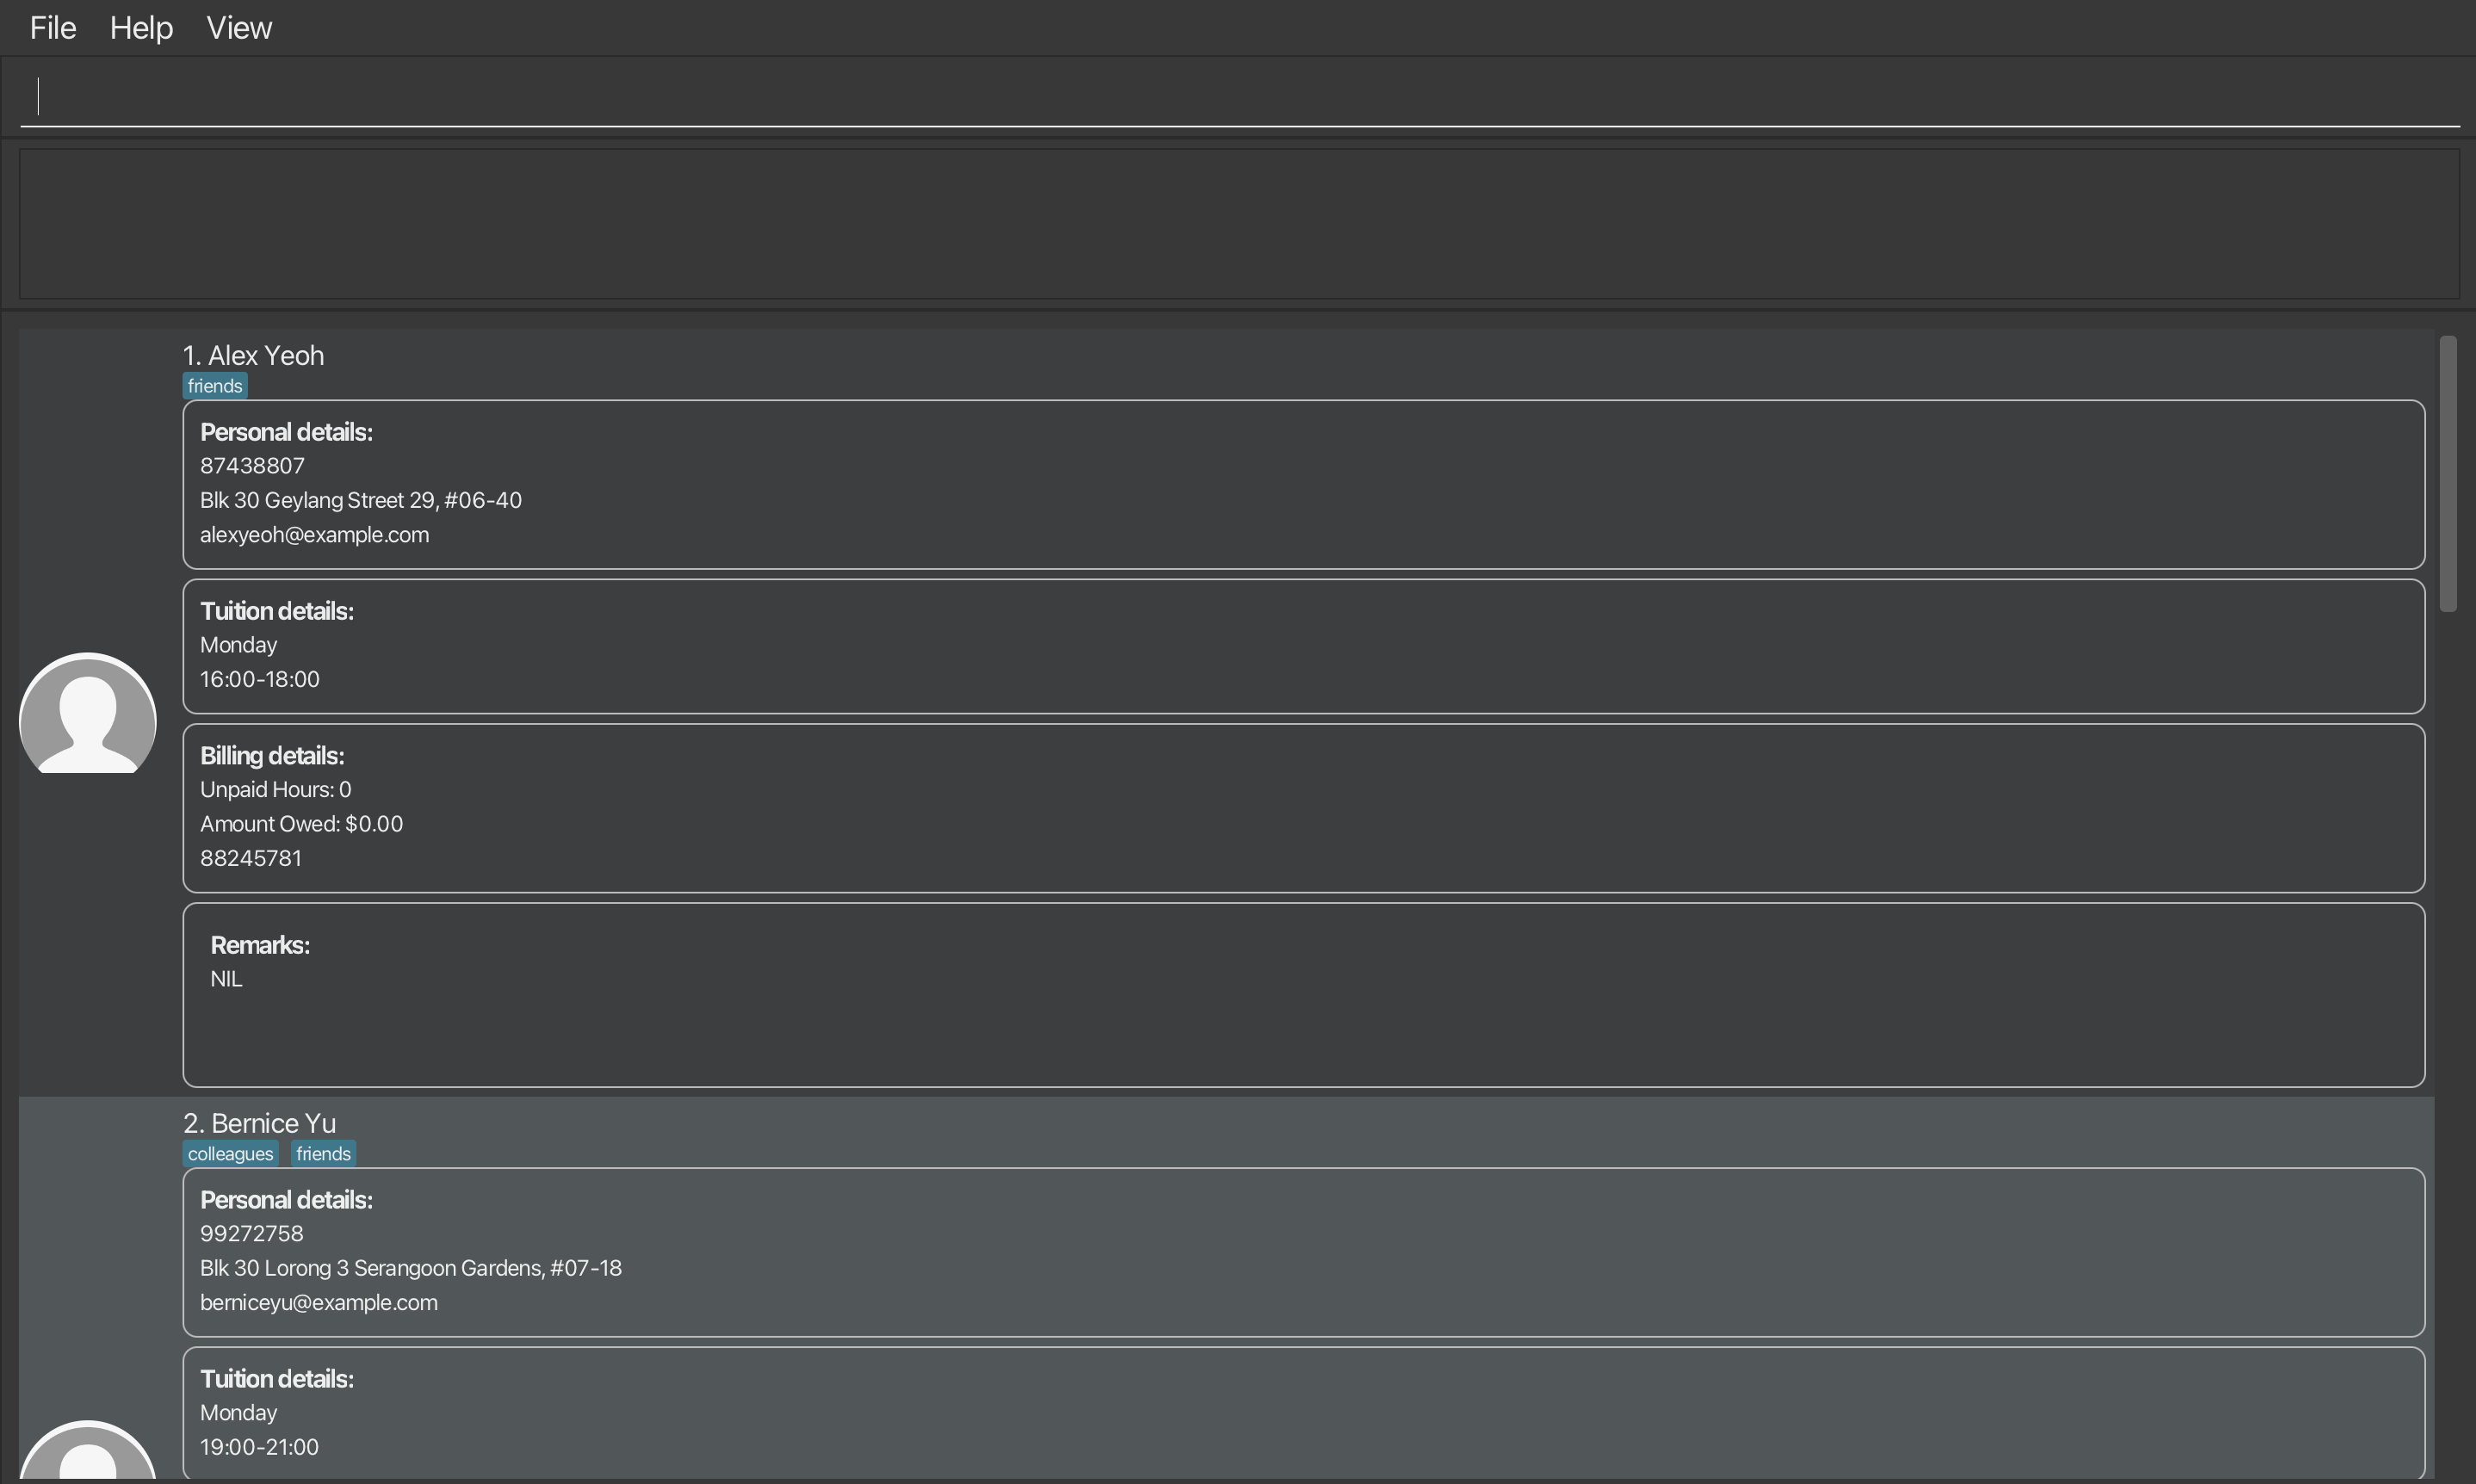 File Help View
1. Alex Yeoh
friends
Personal details:
87438807
Blk 30 Geylang Street 29, #06-40
alexyeoh@example.com
Tuition details:
Monday
16:00-18:00
Billing details:
Unpaid Hours: 0
Amount Owed: $0.00
88245781
Remarks:
NIL
2. Bernice Yu
colleagues friends
Personal details:
99272758
Blk 30 Lorong 3 Serangoon Gardens, #07-18
berniceyu@example.com
Tuition details:
Monday
19:00-21:00